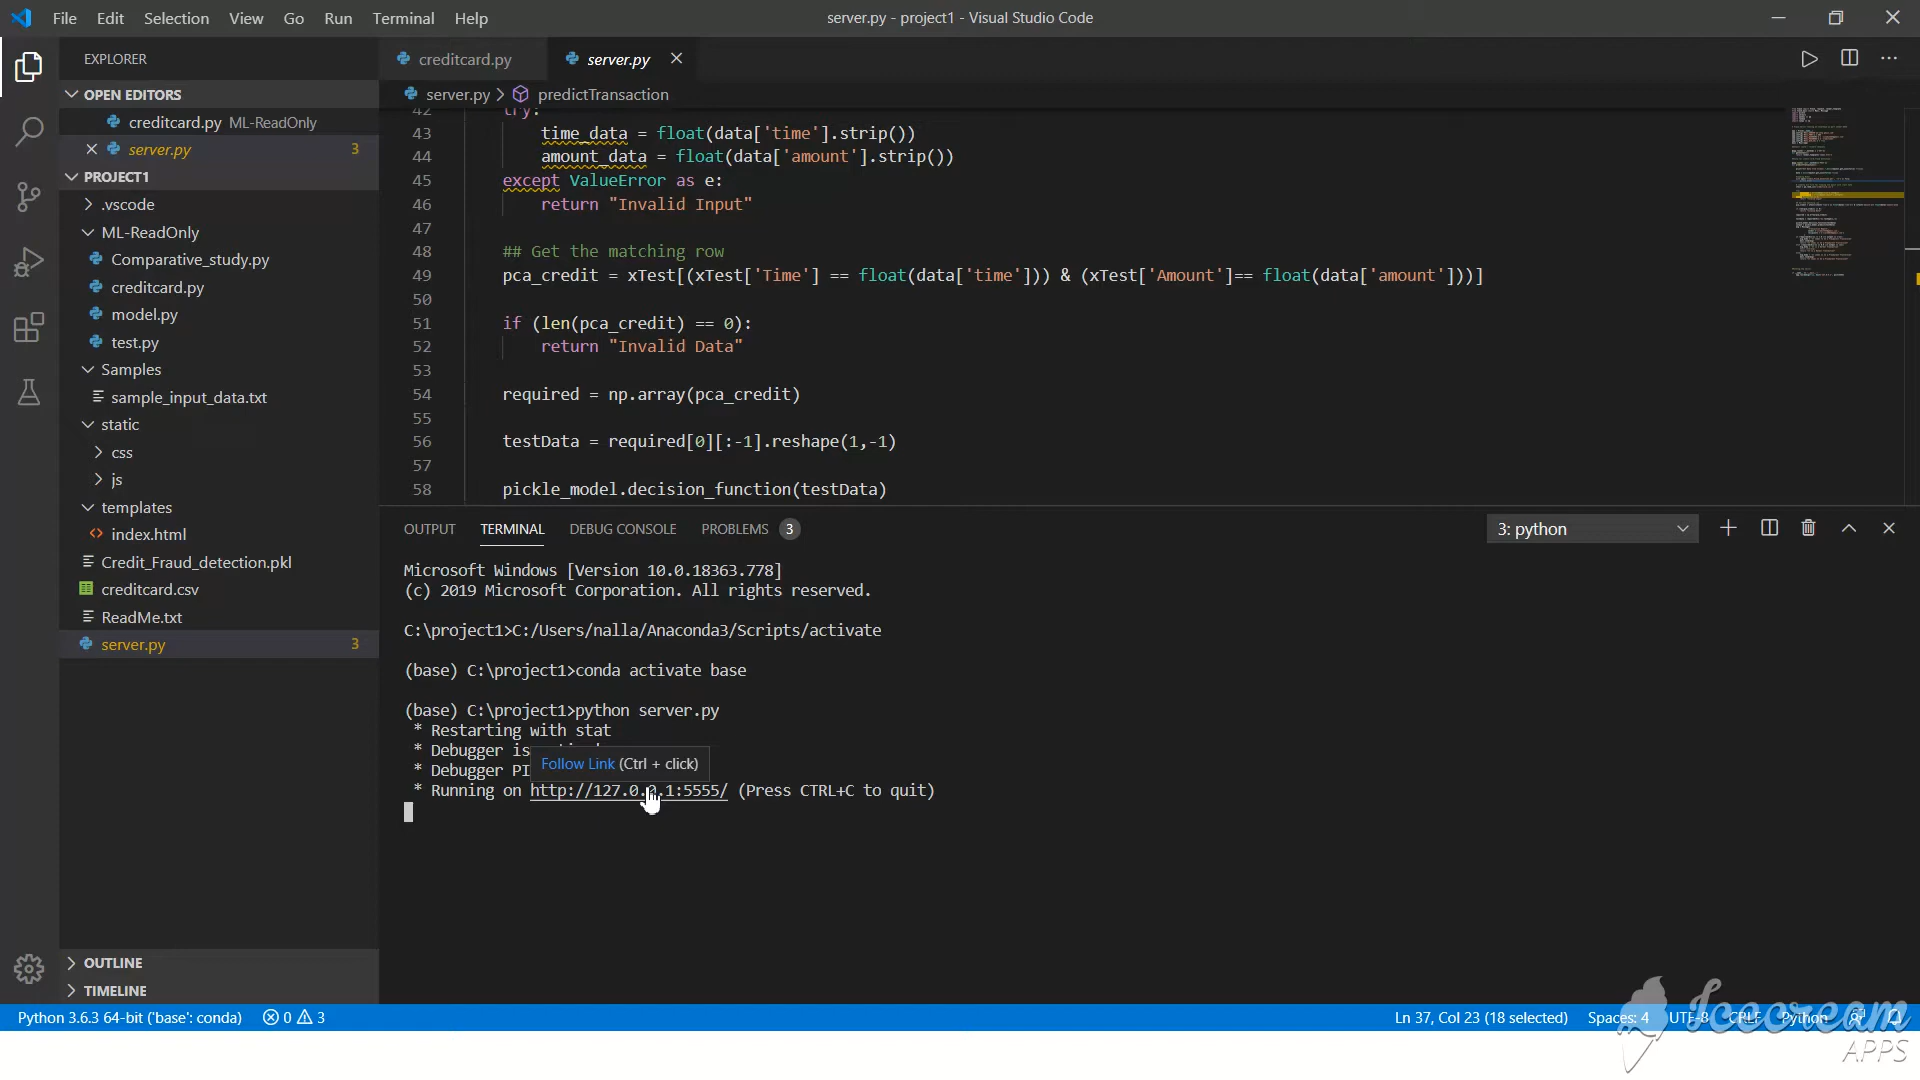 File Edit Selection View Go Run Terminal Help
server.py - project1 - Visual Studio Code
EXPLORER
OPEN EDITORS
creditcard.py ML-ReadOnly
server.py 3
PROJECT1
.vscode
ML-ReadOnly
Comparative_study.py
creditcard.py
model.py
test.py
Samples
sample_input_data.txt
static
css
js
templates
index.html
Credit_Fraud_detection.pkl
creditcard.csv
ReadMe.txt
server.py 3
OUTLINE
TIMELINE
creditcard.py server.py
server.py > predictTransaction
42 try:
43 time_data = float(data['time'].strip())
44 amount_data = float(data['amount'].strip())
45 except ValueError as e:
46 return "Invalid Input"
47
48 ## Get the matching row
49 pca_credit = xTest[(xTest['Time'] == float(data['time'])) & (xTest['Amount']== float(data['amount']))]
50
51 if (len(pca_credit) == 0):
52 return "Invalid Data"
53
54 required = np.array(pca_credit)
55
56 testData = required[0][:-1].reshape(1,-1)
57
58 pickle_model.decision_function(testData)
OUTPUT TERMINAL DEBUG CONSOLE PROBLEMS 3
3: python
Microsoft Windows [Version 10.0.18363.778]
(c) 2019 Microsoft Corporation. All rights reserved.
C:\project1>C:/Users/nalla/Anaconda3/Scripts/activate
(base) C:\project1>conda activate base
(base) C:\project1>python server.py
* Restarting with stat
* Debugger is
* Debugger PI
Follow Link (Ctrl + click)
* Running on http://127.0.0.1:5555/ (Press CTRL+C to quit)
Python 3.6.3 64-bit ('base': conda) 0 3
Ln 37, Col 23 (18 selected) Spaces: 4 UTF-8 CRLF Python
Icecream
APPS